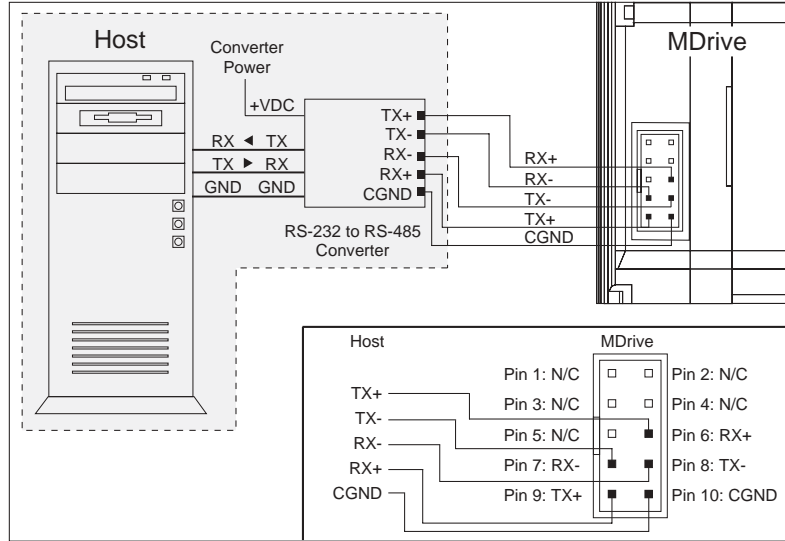 Host
Converter
Power
MDrive
+VDC
RX ◄ TX
TX ► RX
GND GND
TX+
TX-
RX-
RX+
CGND
RS-232 to RS-485
Converter
RX+
RX-
TX-
TX+
CGND
Host
MDrive
TX+
TX-
RX-
RX+
CGND
Pin 1: N/C
Pin 2: N/C
Pin 3: N/C
Pin 4: N/C
Pin 5: N/C
Pin 6: RX+
Pin 7: RX-
Pin 8: TX-
Pin 9: TX+
Pin 10: CGND